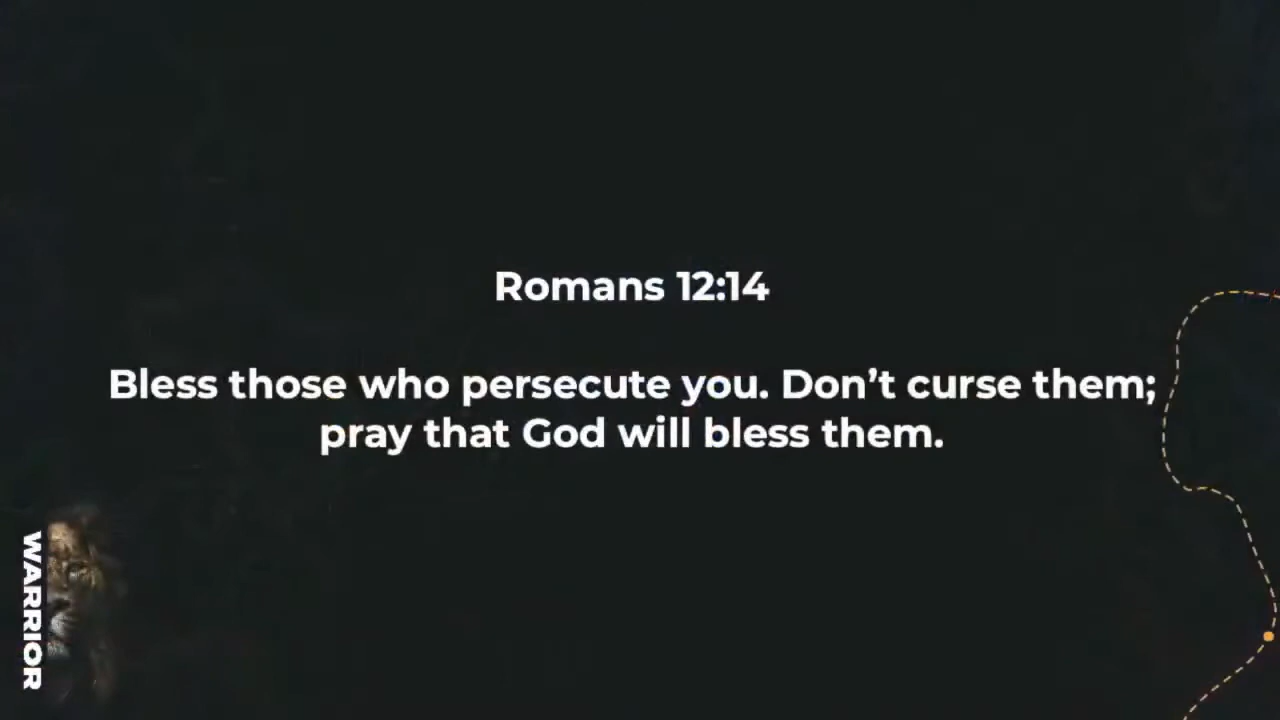 Romans 12:14
Bless those who persecute you. Don’t curse them;
pray that God will bless them.
WARRIOR